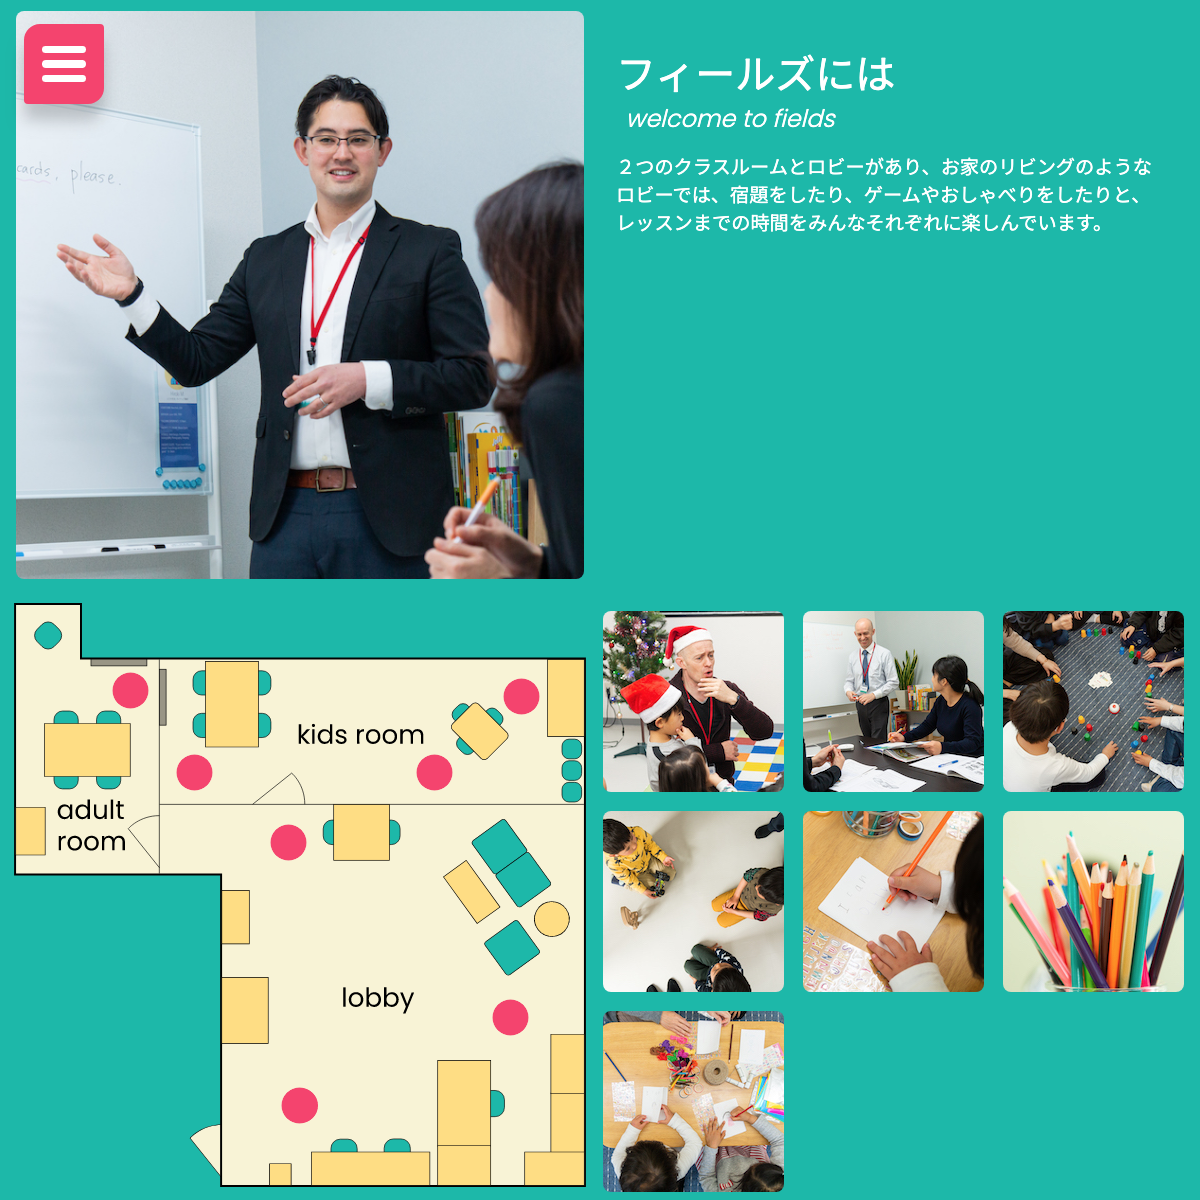 cards, please.
フィールズには
welcome to fields
２つのクラスルームとロビーがあり、お家のリビングのような
ロビーでは、宿題をしたり、ゲームやおしゃべりをしたりと、
レッスンまでの時間をみんなそれぞれに楽しんでいます。
kids room
adult
room
lobby